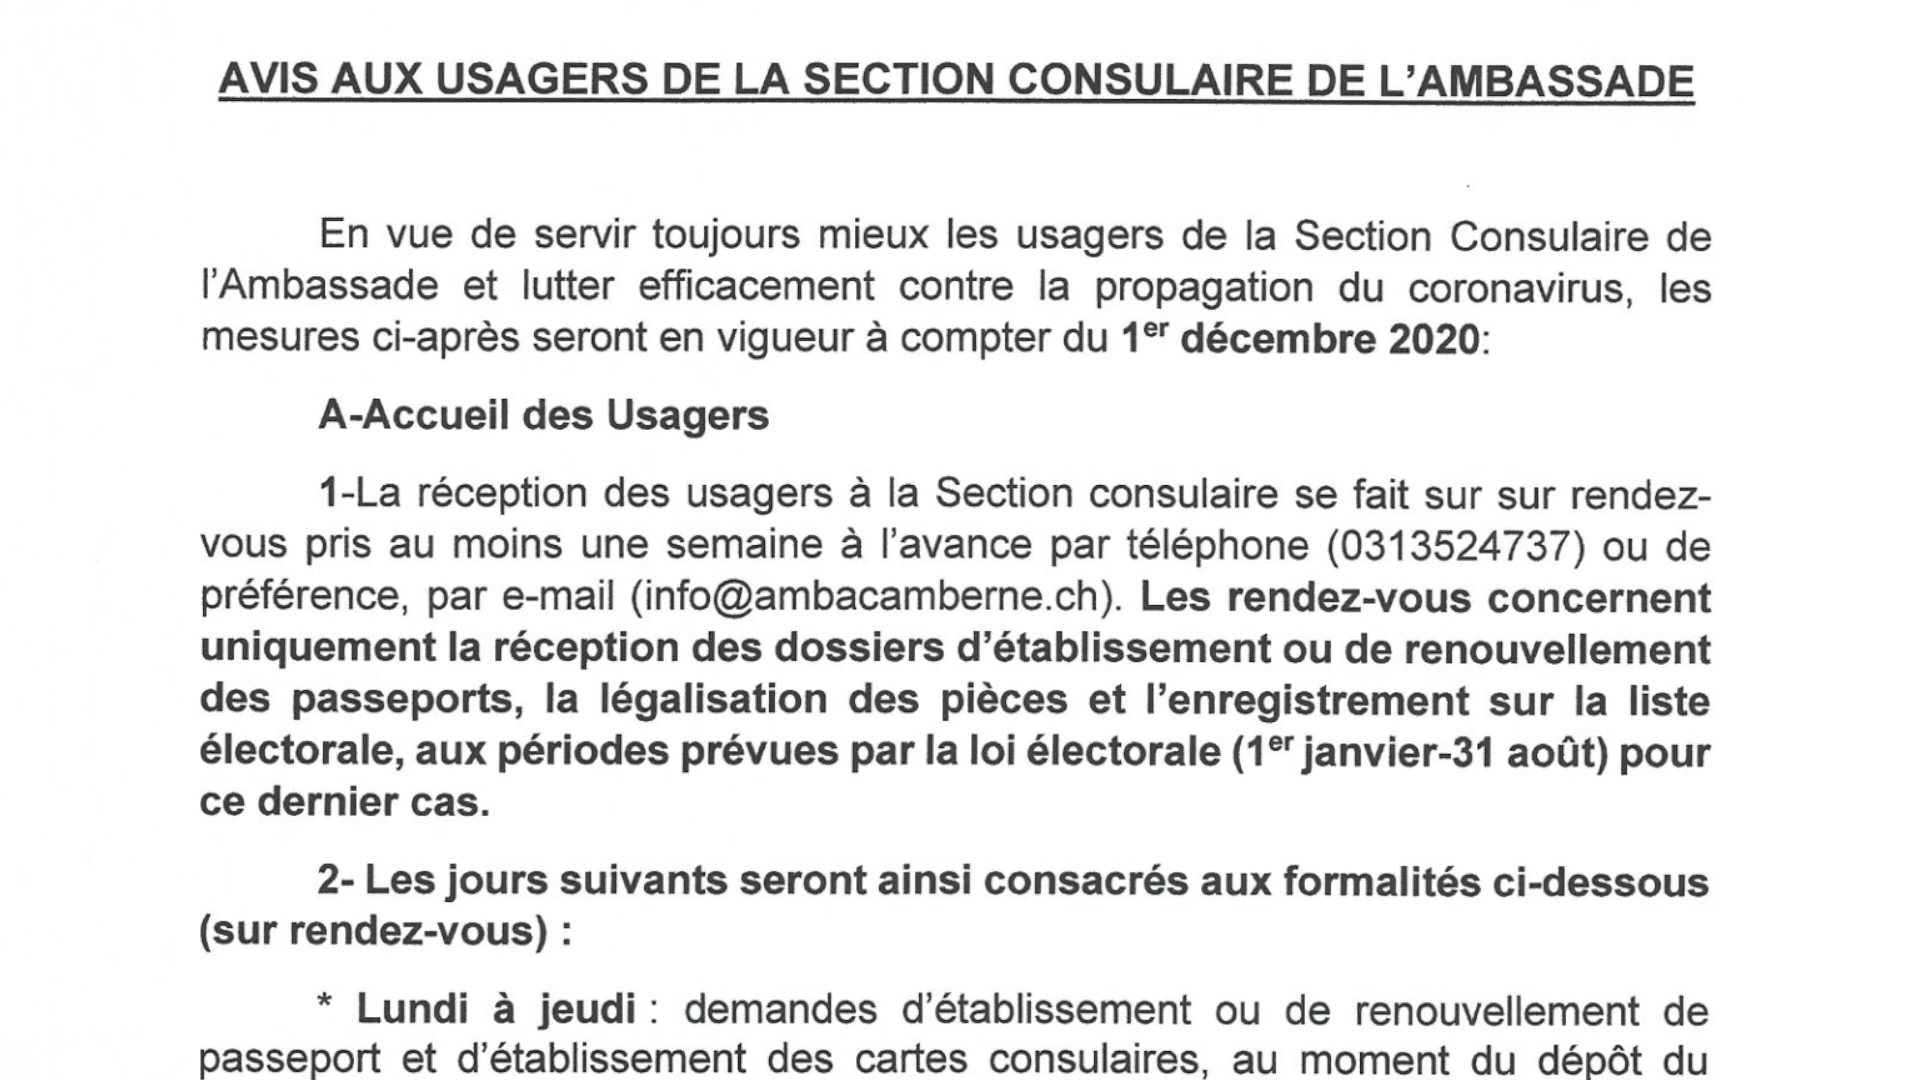 AVIS AUX USAGERS DE LA SECTION CONSULAIRE DE L’AMBASSADE
En vue de servir toujours mieux les usagers de la Section Consulaire de
l’Ambassade et lutter efficacement contre la propagation du coronavirus, les
mesures ci-après seront en vigueur à compter du 1er décembre 2020:
A-Accueil des Usagers
1-La réception des usagers à la Section consulaire se fait sur sur rendez-
vous pris au moins une semaine à l’avance par téléphone (0313524737) ou de
préférence, par e-mail (info@ambacamberne.ch). Les rendez-vous concernent
uniquement la réception des dossiers d’établissement ou de renouvellement
des passeports, la légalisation des pièces et l’enregistrement sur la liste
électorale, aux périodes prévues par la loi électorale (1er janvier-31 août) pour
ce dernier cas.
2- Les jours suivants seront ainsi consacrés aux formalités ci-dessous
(sur rendez-vous) :
* Lundi à jeudi : demandes d’établissement ou de renouvellement de
passeport et d’établissement des cartes consulaires, au moment du dépôt du